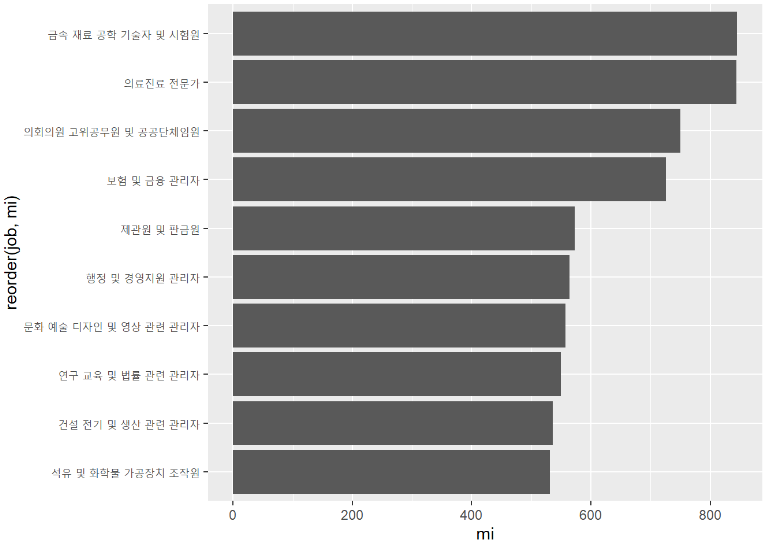 금속 재료 공학 기술자 및 시험원
의료진료 전문가
의회의원 고위공무원 및 공공단체임원
보험 및 금융 관리자
제관원 및 판금원
행정 및 경영지원 관리자
문화 예술 디자인 및 영상 관련 관리자
연구 교육 및 법률 관련 관리자
건설 전기 및 생산 관련 관리자
석유 및 화학물 가공장치 조작원
reorder(job, mi)
0 200 400 600 800
mi